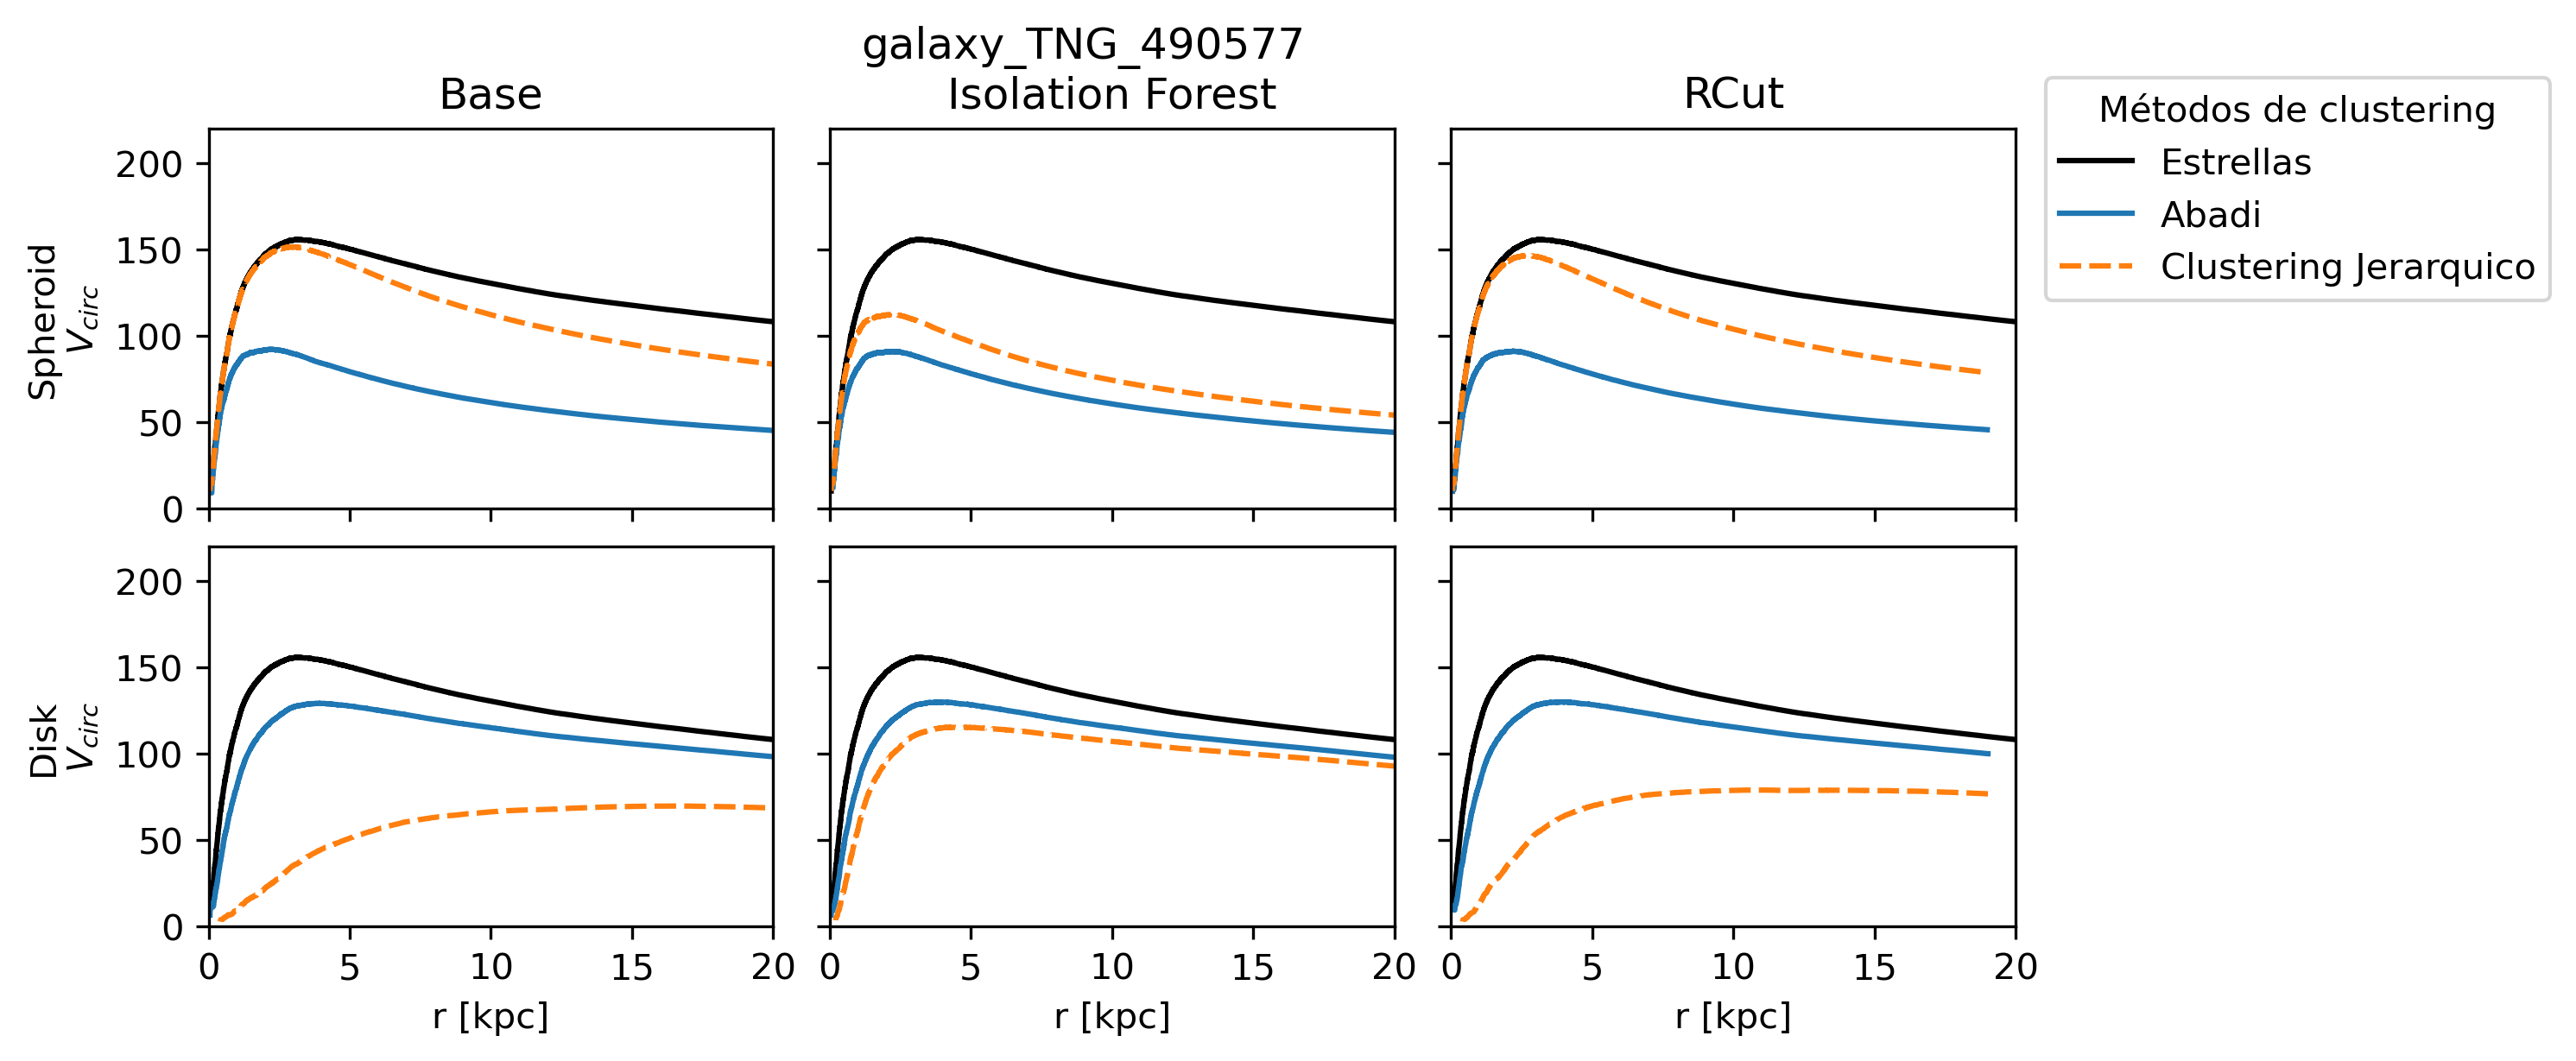 galaxy_TNG_490577
Base
Isolation Forest
RCut
Métodos de clustering
Estrellas
Abadi
Clustering Jerarquico
Spheroid
V_circ
200
150
100
50
0
Disk
V_circ
200
150
100
50
0
0 5 10 15 20
0 5 10 15 20
0 5 10 15 20
r [kpc]
r [kpc]
r [kpc]